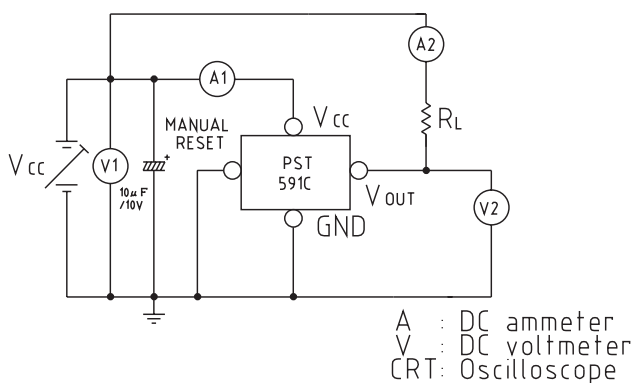 A2
A1
VCC
RL
MANUAL
RESET
+
PST
591C
VCC
V1
10μF
/10V
VOUT
V2
GND
A : DC ammeter
V : DC voltmeter
CRT: Oscilloscope